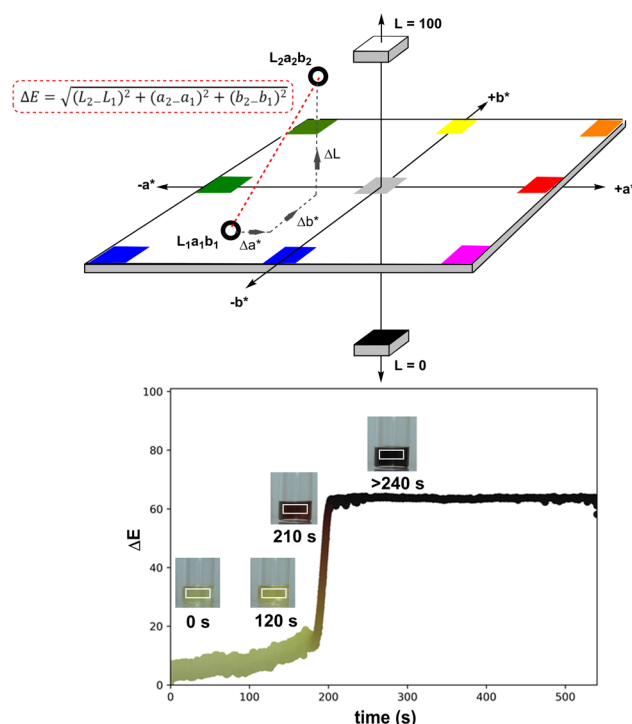 L = 100
L₂a₂b₂
+b*
ΔE = √(L₂₋L₁)² + (a₂₋a₁)² + (b₂₋b₁)²
ΔL
-a*
+a*
Δb*
L₁a₁b₁
Δa*
-b*
L = 0
100
80
60
40
20
0
ΔE
>240 s
210 s
0 s
120 s
0
100
200
300
400
500
time (s)